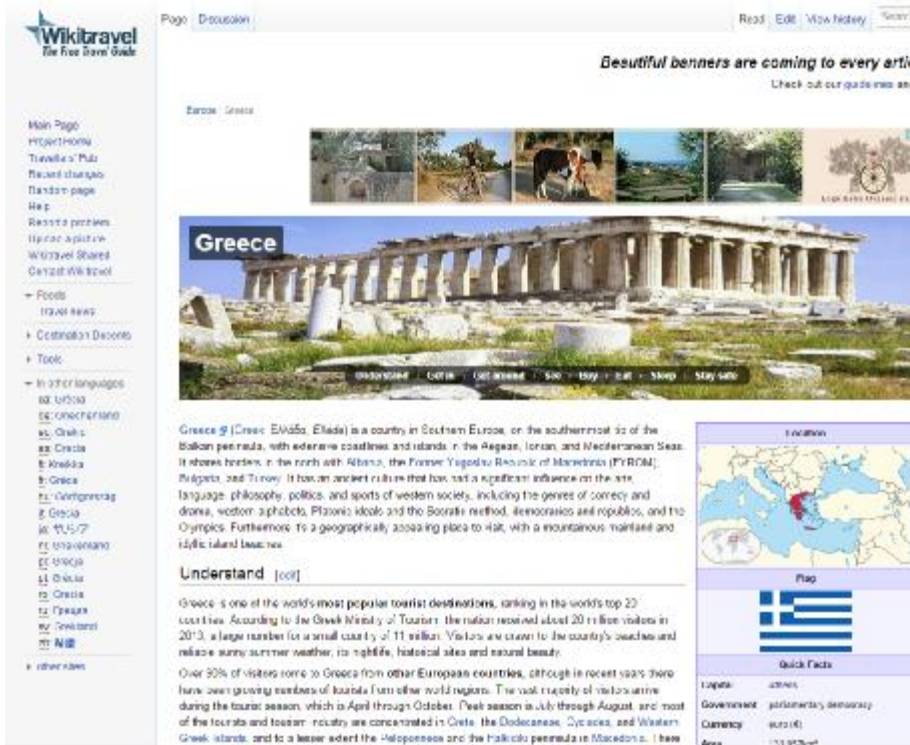 Wikitravel
The Free Travel Guide
Page Discussion
Read Edit View history
Beautiful banners are coming to every
Check out our
Europe Greece
Main Page
Project Home
Travellers' Pub
Recent changes
Random page
Help
Report a problem
Upload a picture
Wikitravel Shared
Contact Wikitravel
Feeds
travel news
Tools
In other languages
other sites
Greece
Understand Get in Get around See Buy Eat Sleep Stay safe
Greece (Greek: Ελλάδα, Ellada) is a country in Southern Europe, on the southernmost tip of the
Balkan peninsula, with extensive coastlines and islands in the Aegean, Ionian, and Mediterranean Seas.
It shares borders in the north with Albania, the Former Yugoslav Republic of Macedonia (FYROM),
Bulgaria, and Turkey. It has an ancient culture that has had a significant influence on the arts,
language, philosophy, politics, and sports of western society, including the genres of comedy and
drama, western alphabets, Platonic ideals and the Socratic method, democracies and republics, and the
Olympics. Furthermore it's a geographically appealing place to visit, with a mountainous mainland and
idyllic island beaches.
Understand [edit]
Greece is one of the world's most popular tourist destinations, ranking in the world's top 20
countries. According to the Greek Ministry of Tourism, the nation received about 20 million visitors in
2013, a large number for a small country of 11 million. Visitors are drawn to the country's beaches and
reliable sunny summer weather, its nightlife, historical sites and natural beauty.
Over 90% of visitors come to Greece from other European countries, although in recent years there
have been growing numbers of tourists from other world regions. The vast majority of visitors arrive
during the tourist season, which is April through October. Peak season is July through August, and most
of the tourists and tourism industry are concentrated in Crete, the Dodecanese, Cyclades, and Western
Greek Islands, and to a lesser extent the Peloponnese and the Halkidiki peninsula in Macedonia. There
Location
Flag
Quick Facts
Capital Athens
Government parliamentary democracy
Currency euro (€)
Area